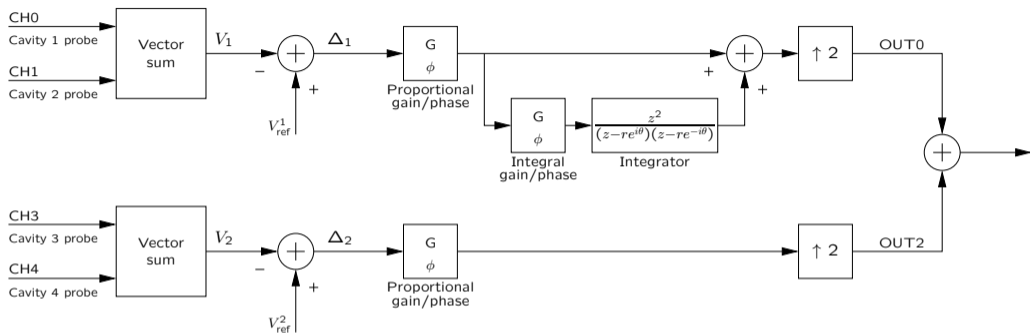 CH0
Cavity 1 probe
CH1
Cavity 2 probe
Vector
sum
V₁
−
+
Δ₁
+
V¹ref
G
ϕ
Proportional
gain/phase
G
ϕ
Integral
gain/phase
z²
(z−re^{iθ})(z−re^{−iθ})
Integrator
+
+
+
↑ 2
OUT0
+
CH3
Cavity 3 probe
CH4
Cavity 4 probe
Vector
sum
V₂
−
+
Δ₂
+
V²ref
G
ϕ
Proportional
gain/phase
↑ 2
OUT2